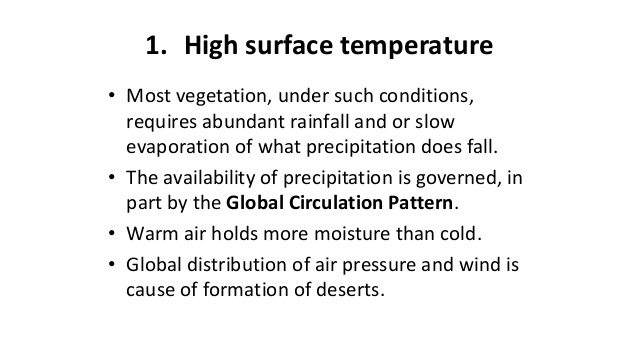 1. High surface temperature
• Most vegetation, under such conditions,
requires abundant rainfall and or slow
evaporation of what precipitation does fall.
• The availability of precipitation is governed, in
part by the Global Circulation Pattern.
• Warm air holds more moisture than cold.
• Global distribution of air pressure and wind is
cause of formation of deserts.